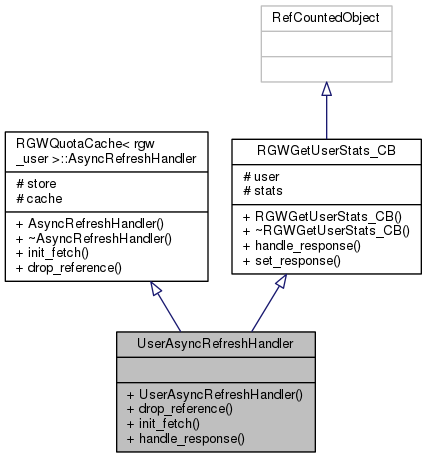 RefCountedObject
RGWQuotaCache< rgw
_user >::AsyncRefreshHandler
# store
# cache
+ AsyncRefreshHandler()
+ ~AsyncRefreshHandler()
+ init_fetch()
+ drop_reference()
RGWGetUserStats_CB
# user
# stats
+ RGWGetUserStats_CB()
+ ~RGWGetUserStats_CB()
+ handle_response()
+ set_response()
UserAsyncRefreshHandler
+ UserAsyncRefreshHandler()
+ drop_reference()
+ init_fetch()
+ handle_response()